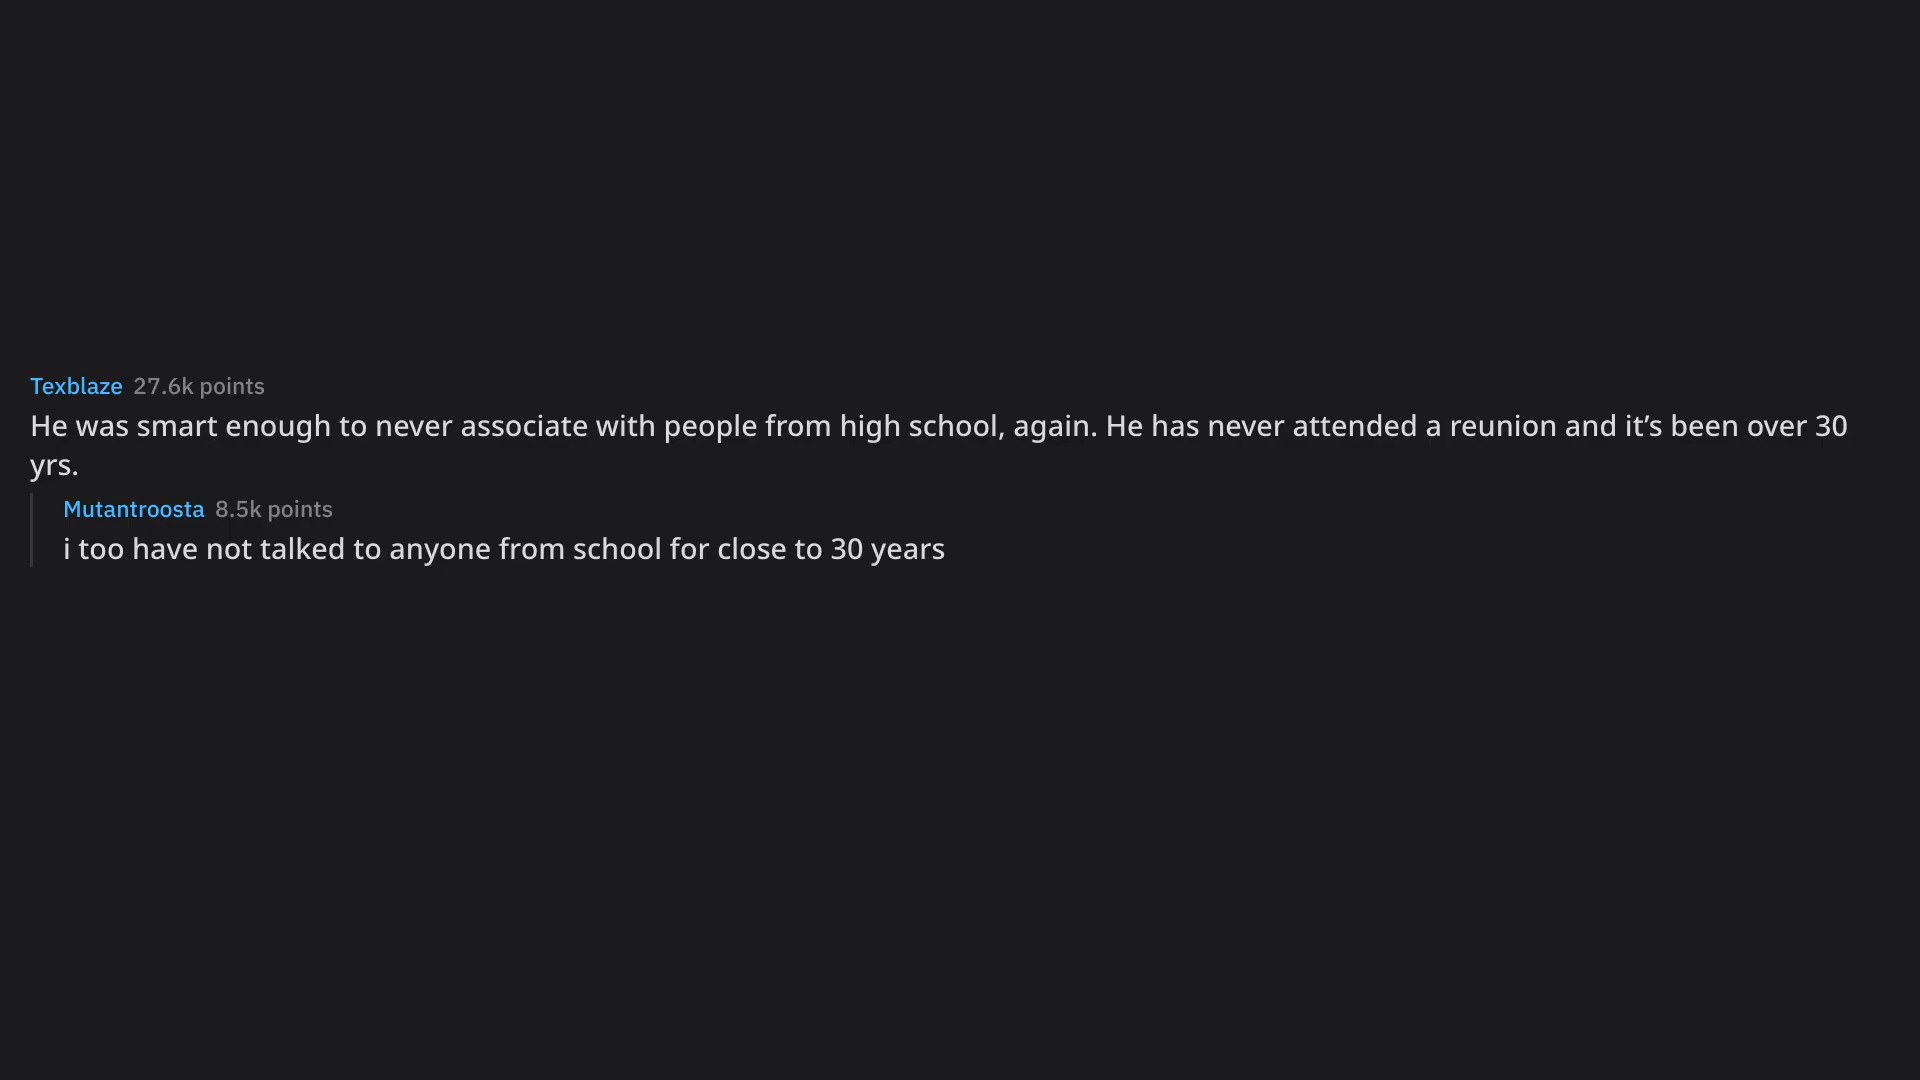 Texblaze 27.6k points
He was smart enough to never associate with people from high school, again. He has never attended a reunion and it’s been over 30
yrs.
Mutantroosta 8.5k points
i too have not talked to anyone from school for close to 30 years